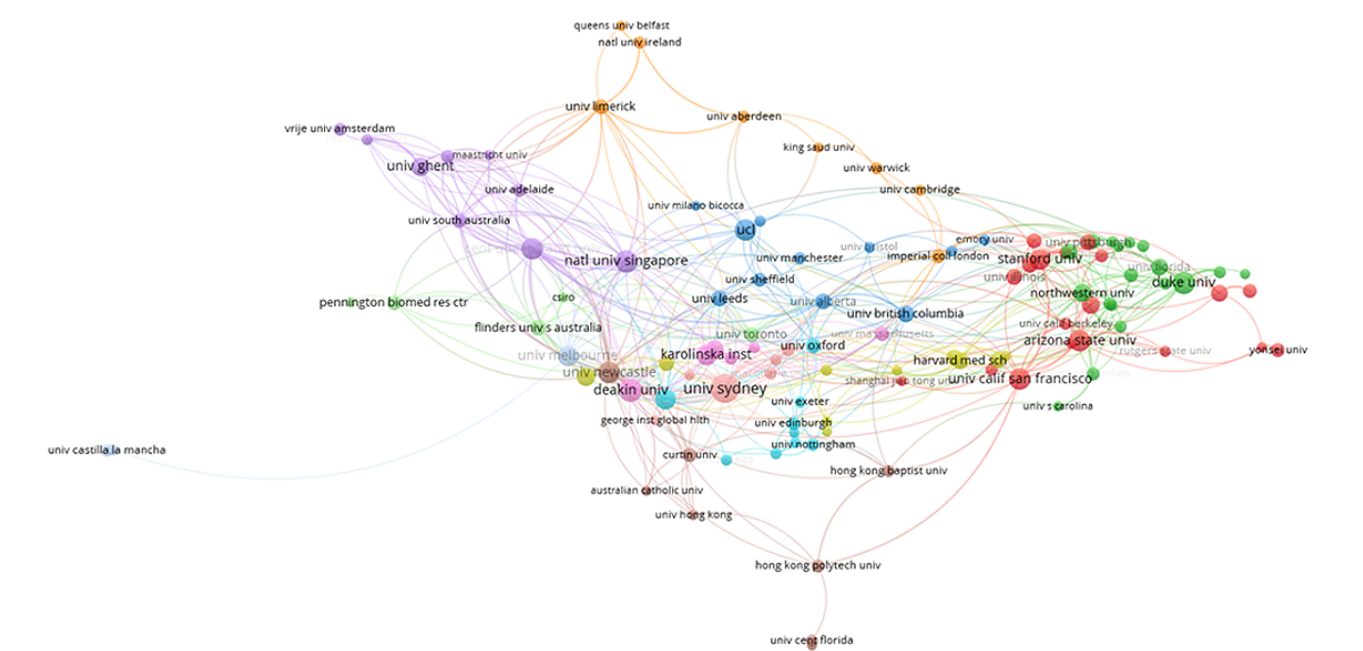 queens univ belfast
natl univ ireland
univ limerick
univ aberdeen
vrije univ amsterdam
king saud univ
maastricht univ
univ ghent
univ warwick
univ adelaide
univ cambridge
univ milano bicocca
univ south australia
ucl
emory univ
univ pittsburgh
univ bristol
cent queensland univ
imperial coll london
univ manchester
stanford univ
natl univ singapore
univ florida
univ illinois
univ sheffield
duke univ
northwestern univ
csiro
univ leeds
univ alberta
pennington biomed res ctr
univ british columbia
univ calif berkeley
flinders univ s australia
univ toronto
univ massachusetts
arizona state univ
univ oxford
rutgers state univ
yonsei univ
univ melbourne
karolinska inst
harvard med sch
univ newcastle
shanghai jiao tong univ
univ calif san francisco
deakin univ
univ sydney
univ exeter
univ s carolina
george inst global hlth
univ edinburgh
univ nottingham
univ castilla la mancha
curtin univ
hong kong baptist univ
australian catholic univ
univ hong kong
hong kong polytech univ
univ cent florida